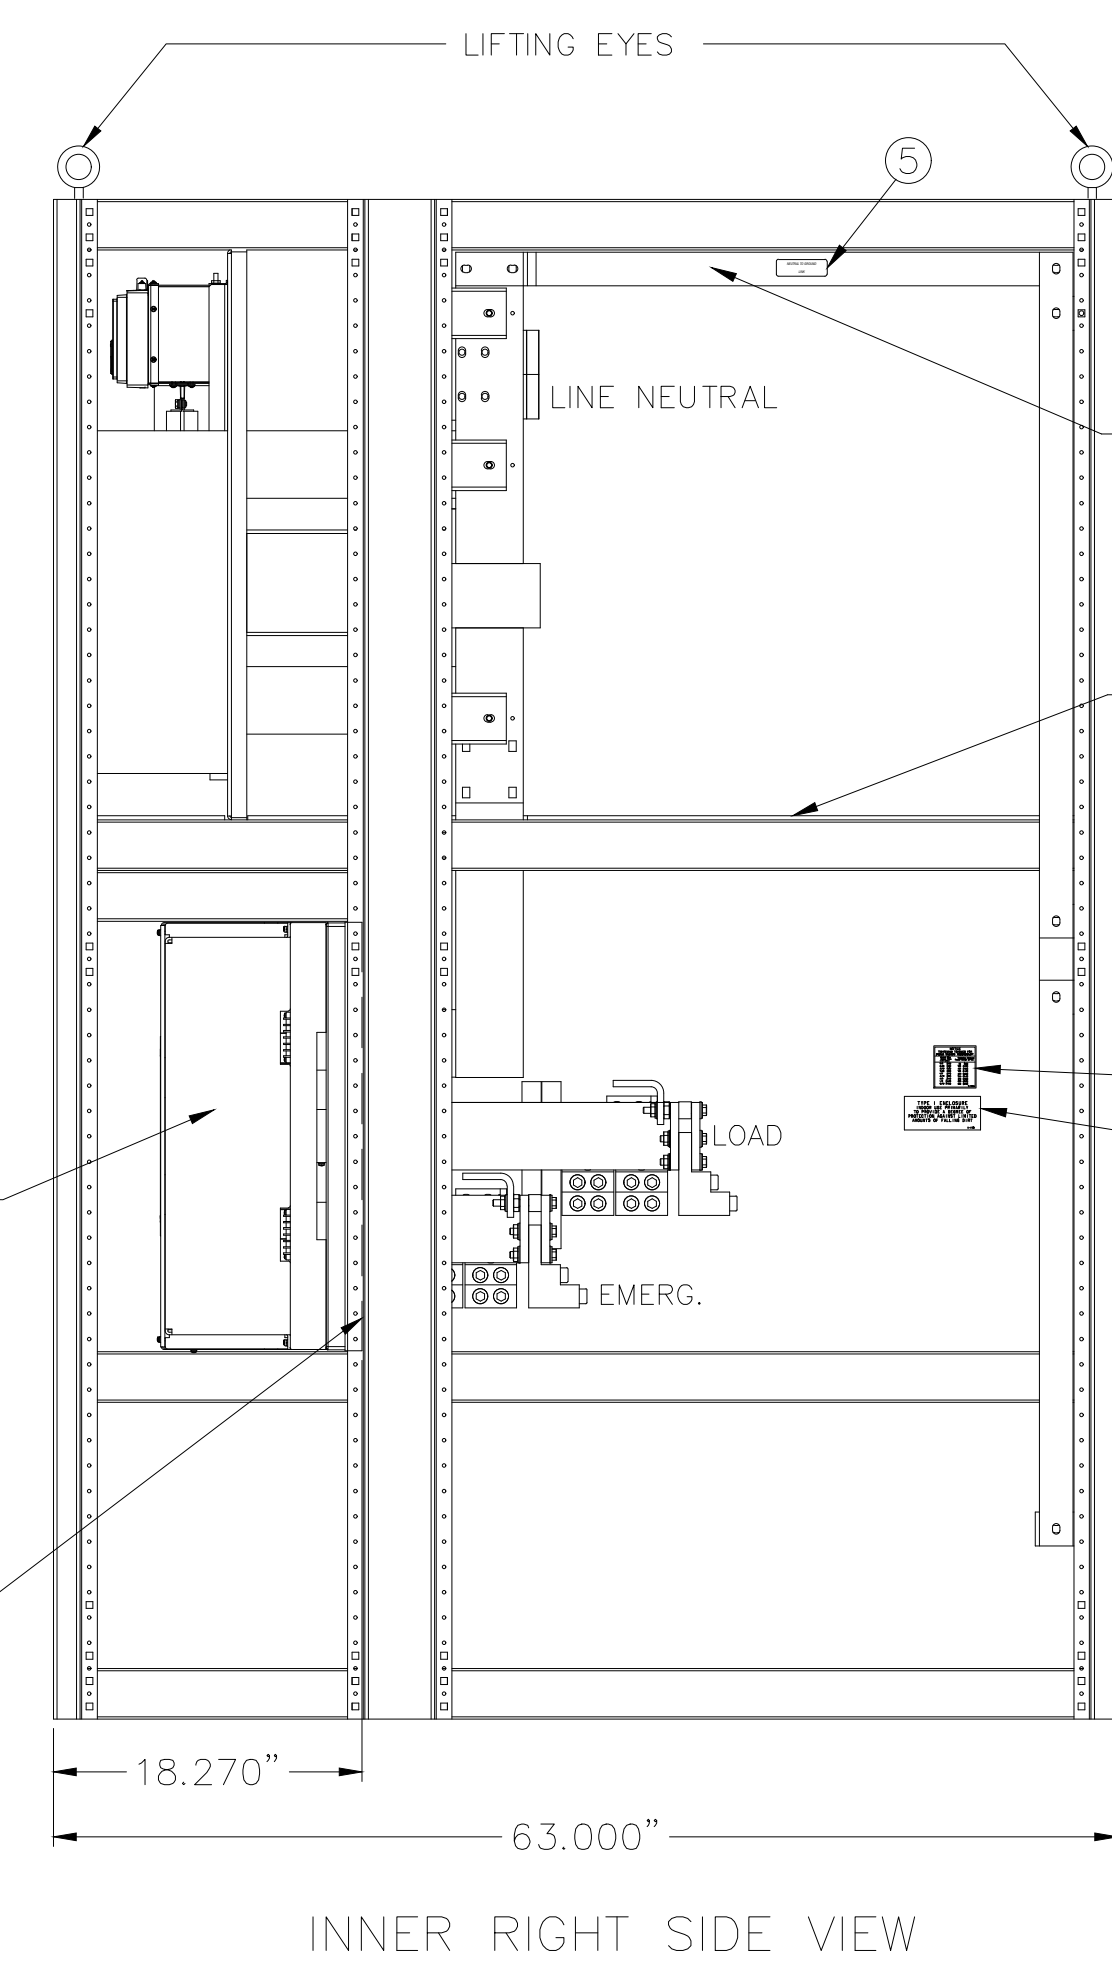 LIFTING EYES
5
LINE NEUTRAL
TYPE 1 ENCLOSURE
INDOOR USE PRIMARILY
TO PROVIDE A DEGREE OF
PROTECTION AGAINST LIMITED
AMOUNTS OF FALLING DIRT
LOAD
EMERG.
18.270"
63.000"
INNER RIGHT SIDE VIEW